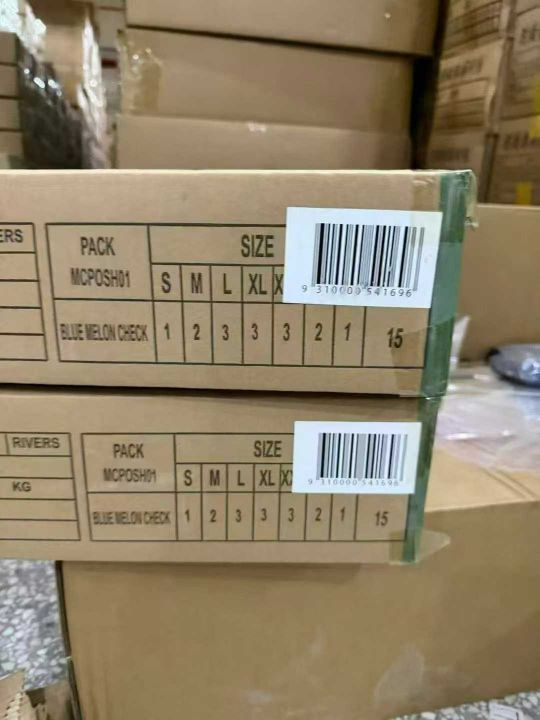 ERS
PACK
MCPOSH01
SIZE
S M L XL X
BLUE MELON CHECK 1 2 3 3 3 2 1 15
9 310000 541696
RIVERS
KG
PACK
MCPOSH01
SIZE
S M L XL X
BLUE MELON CHECK 1 2 3 3 3 2 1 15
9 310000 541696